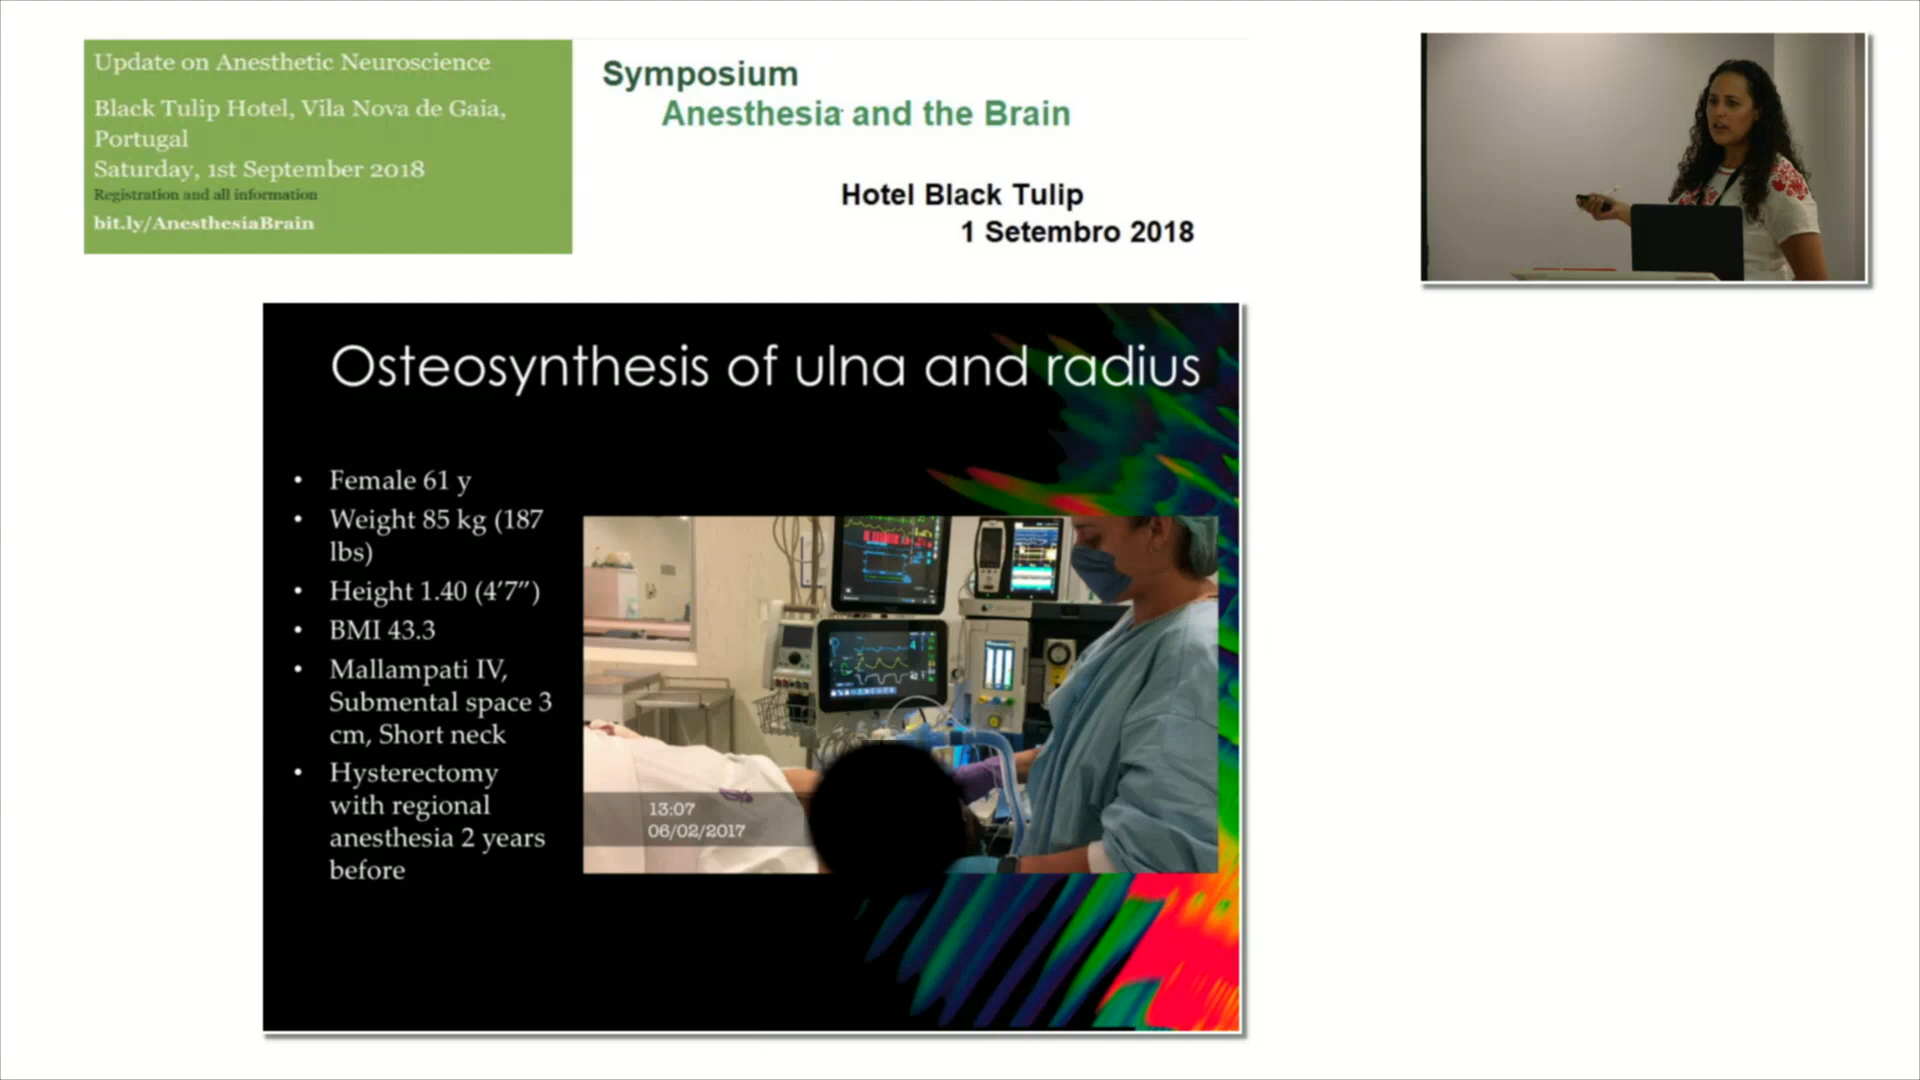 Update on Anesthetic Neuroscience
Black Tulip Hotel, Vila Nova de Gaia,
Portugal
Saturday, 1st September 2018
Registration and all information
bit.ly/AnesthesiaBrain
Symposium
Anesthesia and the Brain
Hotel Black Tulip
1 Setembro 2018
Osteosynthesis of ulna and radius
• Female 61 y
• Weight 85 kg (187
lbs)
• Height 1.40 (4’7”)
• BMI 43.3
• Mallampati IV,
Submental space 3
cm, Short neck
• Hysterectomy
with regional
anesthesia 2 years
before
13:07
06/02/2017